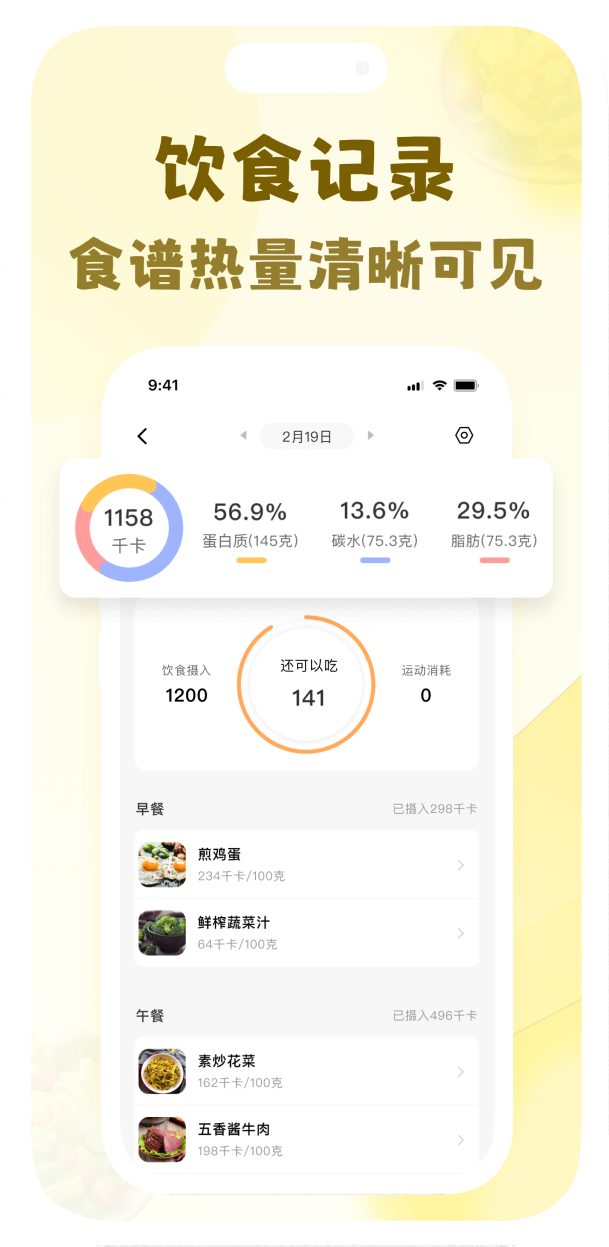 饮食记录
食谱热量清晰可见
9:41
2月19日
1158
千卡
56.9%
蛋白质(145克)
13.6%
碳水(75.3克)
29.5%
脂肪(75.3克)
饮食摄入
1200
还可以吃
141
运动消耗
0
早餐
已摄入298千卡
煎鸡蛋
234千卡/100克
鲜榨蔬菜汁
64千卡/100克
午餐
已摄入496千卡
素炒花菜
162千卡/100克
五香酱牛肉
198千卡/100克